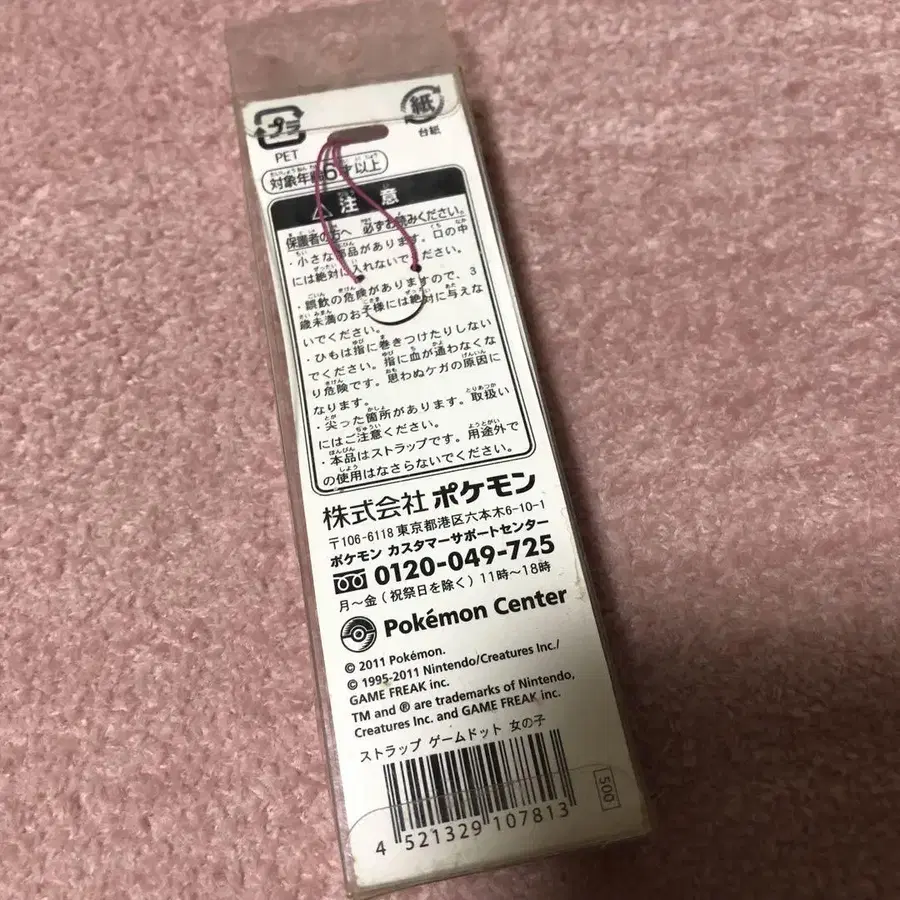 プラ
PET
紙
台紙
対象年齢6才以上
注意
保護者の方へ 必ずお読みください。
・小さな部品があります。口の中
には絶対に入れないでください。
・誤飲の危険がありますので、3
歳未満のお子様には絶対に与えな
いでください。
・ひもは指に巻きつけたりしない
でください。指に血が通わなくな
り危険です。思わぬケガの原因に
なります。
・尖った箇所があります。取扱い
にはご注意ください。
・本品はストラップです。用途外で
の使用はなさらないでください。
株式会社ポケモン
〒106-6118 東京都港区六本木6-10-1
ポケモン カスタマーサポートセンター
0120-049-725
月～金(祝祭日を除く)11時～18時
Pokémon Center
© 2011 Pokémon.
© 1995-2011 Nintendo/Creatures Inc./
GAME FREAK inc.
TM and ® are trademarks of Nintendo,
Creatures Inc. and GAME FREAK inc.
ストラップ ゲームドット 女の子
500
4 521329 107813